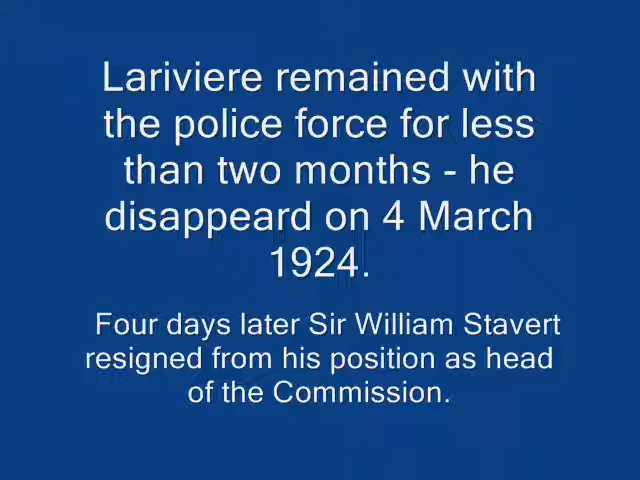 Lariviere remained with
the police force for less
than two months - he
disappeard on 4 March
1924.
Four days later Sir William Stavert
resigned from his position as head
of the Commission.